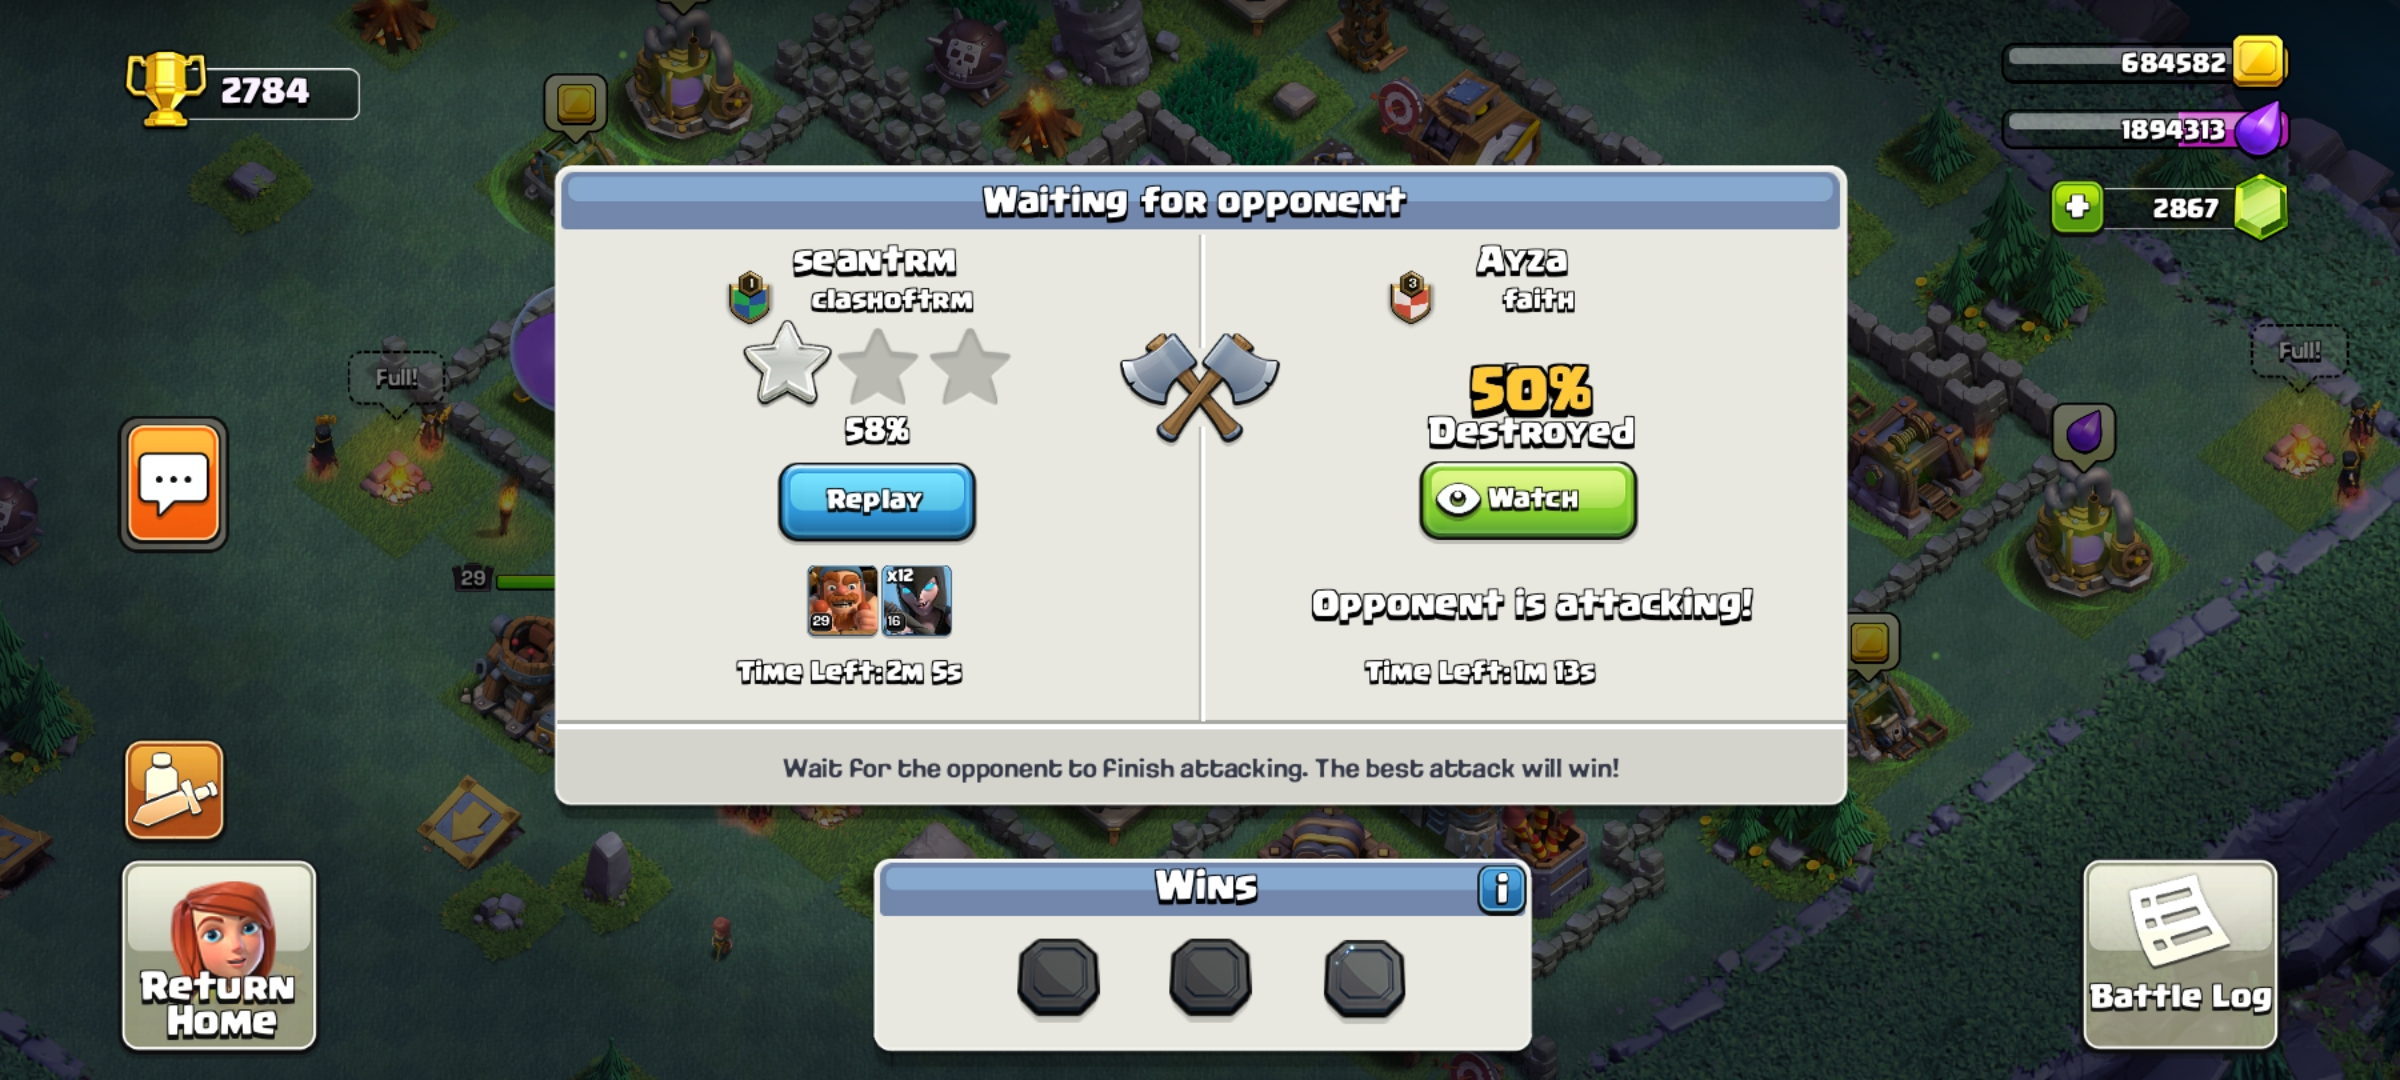 2784
684582
1894313
2867
Waiting for opponent
seantrm
1
clashoftrm
58%
Replay
x12
29
16
Time Left:2m 5s
Ayza
3
faith
50%
Destroyed
Watch
Opponent is attacking!
Time Left:1m 13s
Wait for the opponent to finish attacking. The best attack will win!
Full!
Full!
29
Wins
i
Return
Home
Battle Log